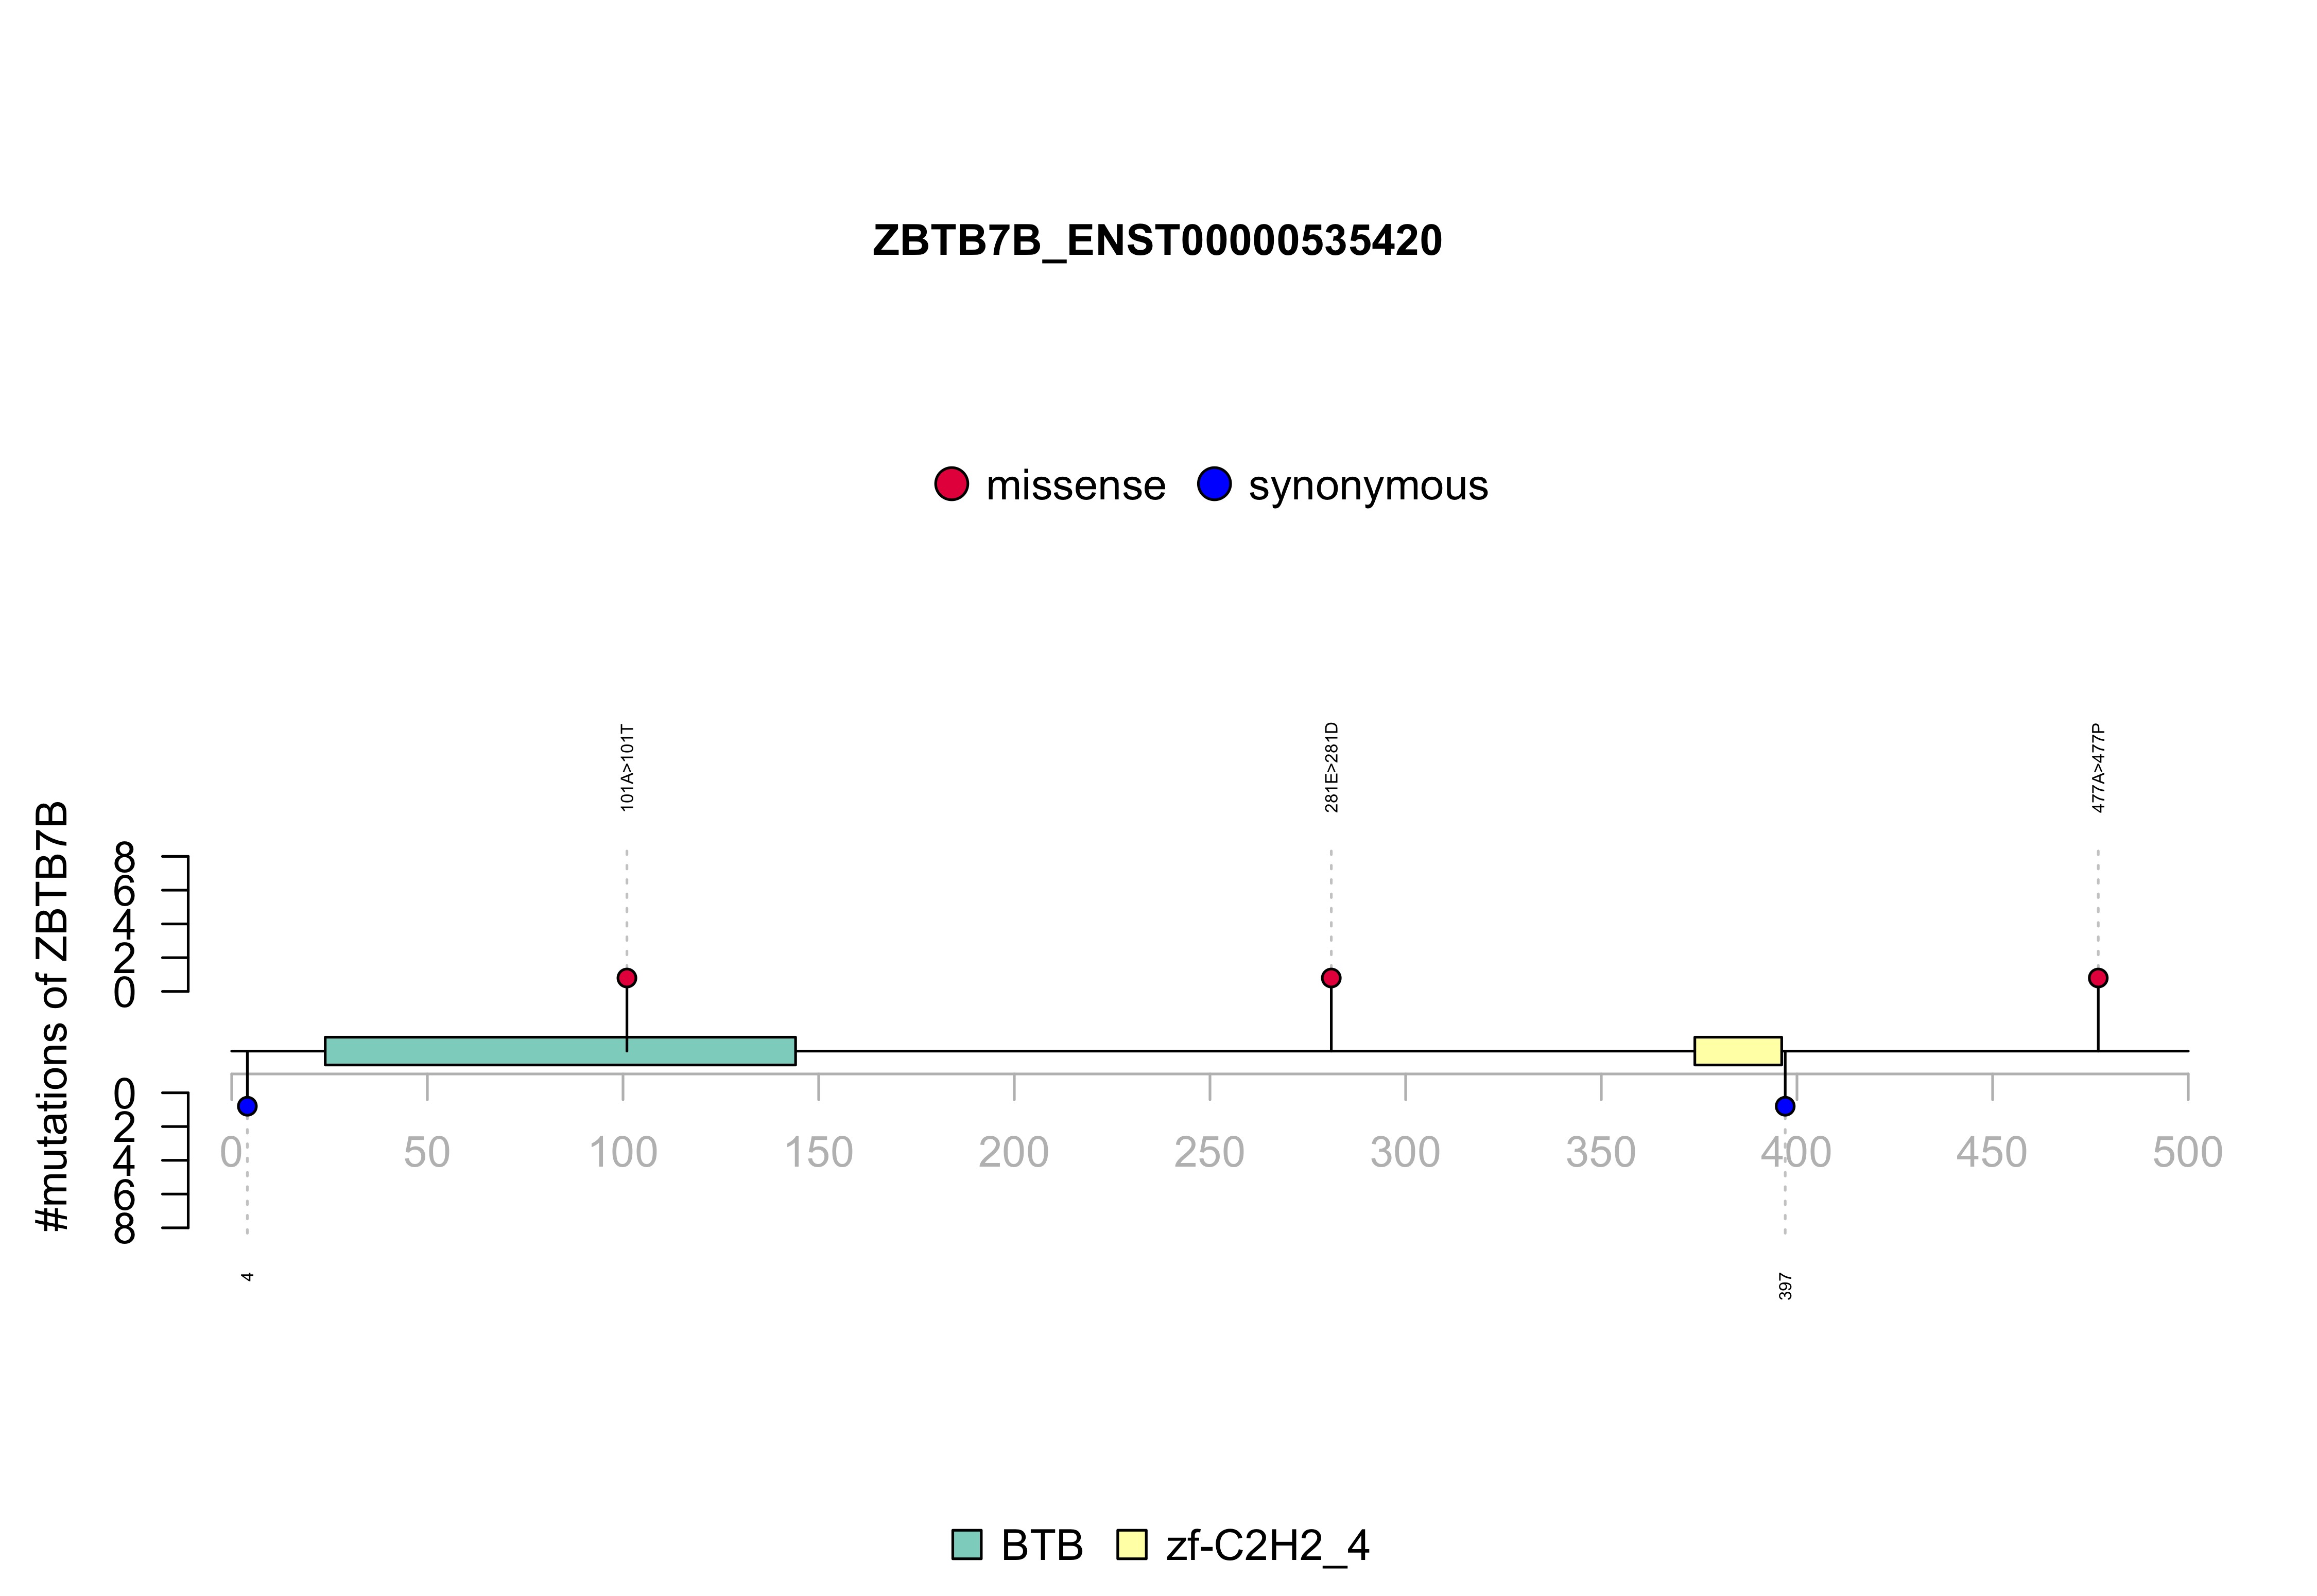 ZBTB7B_ENST00000535420
missense synonymous
101A>101T 281E>281D 477A>477P
#mutations of ZBTB7B
8
6
4
2
0
0
2
4
6
8
0 50 100 150 200 250 300 350 400 450 500
4 397
BTB zf-C2H2_4